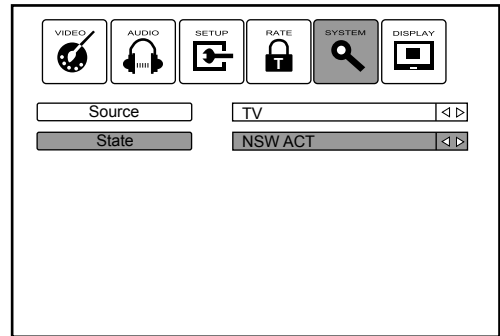 VIDEO AUDIO SETUP RATE SYSTEM DISPLAY
T
Source TV
State NSW ACT